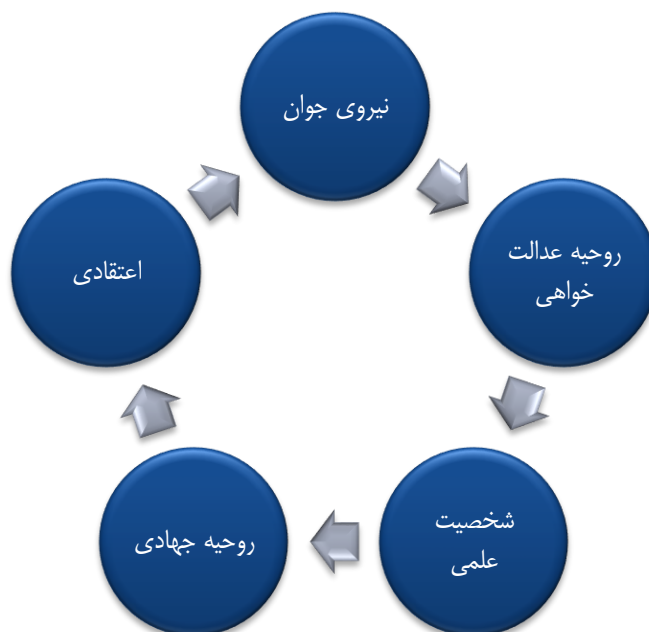 نیروی جوان
روحیه عدالت
خواهی
شخصیت
علمی
روحیه جهادی
اعتقادی